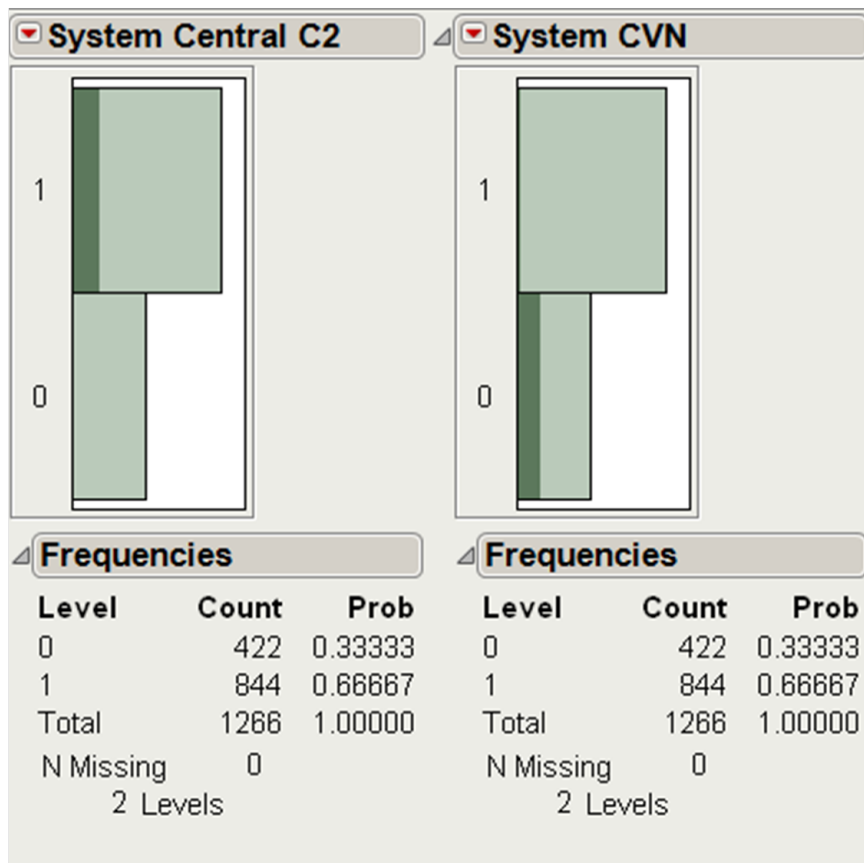 System Central C2
1
0
Frequencies
Level Count Prob
0 422 0.33333
1 844 0.66667
Total 1266 1.00000
N Missing 0
2 Levels
System CVN
1
0
Frequencies
Level Count Prob
0 422 0.33333
1 844 0.66667
Total 1266 1.00000
N Missing 0
2 Levels